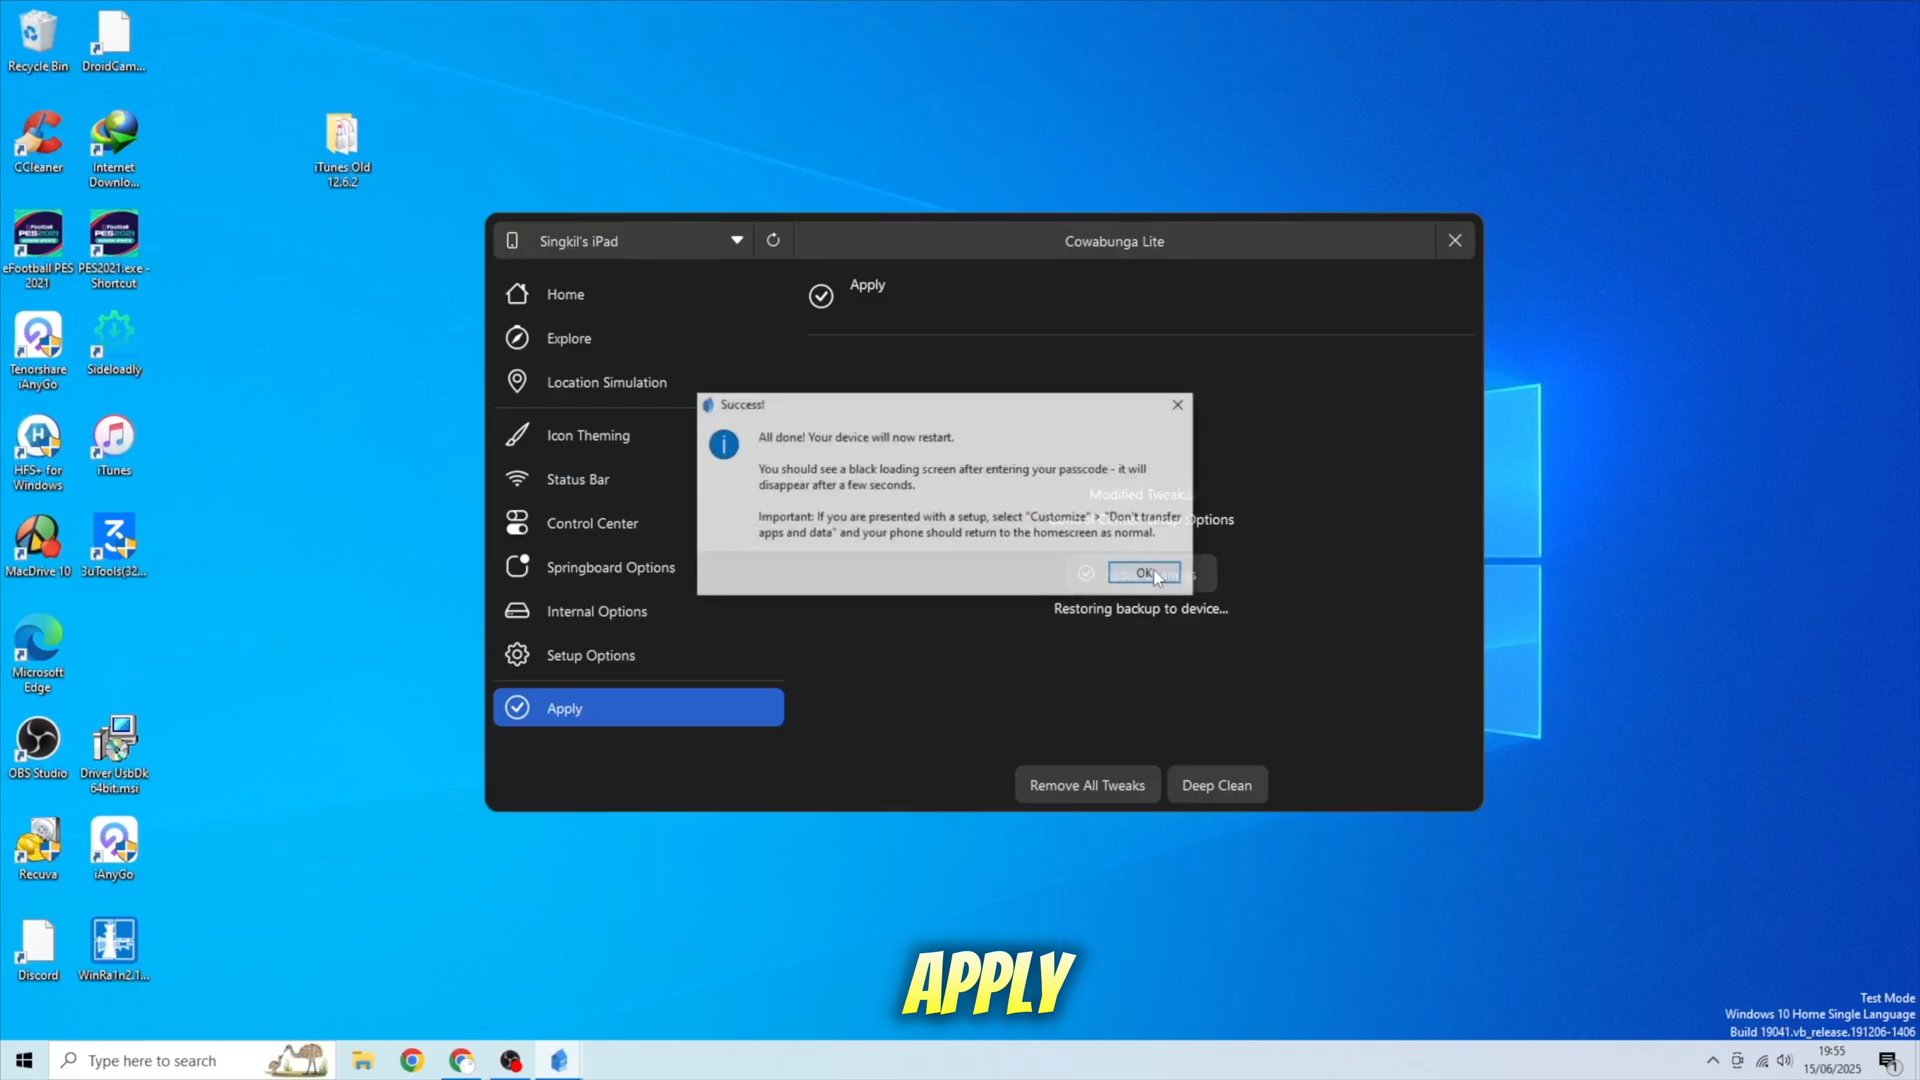 Recycle Bin
DroidCam...
CCleaner
Internet
Downlo...
iTunes Old
12.6.2
eFootball PES
2021
PES2021.exe -
Shortcut
Tenorshare
iAnyGo
Sideloadly
HFS+ for
Windows
iTunes
MacDrive 10
3uTools(32...
Microsoft
Edge
OBS Studio
Driver UsbDk
64bit.msi
Recuva
iAnyGo
Discord
WinRa1n2.1...
Singkil's iPad
Cowabunga Lite
Home
Explore
Location Simulation
Icon Theming
Status Bar
Control Center
Springboard Options
Internal Options
Setup Options
Apply
Apply
Success!
All done! Your device will now restart.
You should see a black loading screen after entering your passcode - it will
disappear after a few seconds.
Important: If you are presented with a setup, select "Customize" > "Don't transfer
apps and data" and your phone should return to the homescreen as normal.
OK
Modified Tweak...
Options
Restoring backup to device...
Remove All Tweaks
Deep Clean
APPLY
Test Mode
Windows 10 Home Single Language
Build 19041.vb_release.191206-1406
Type here to search
19:55
15/06/2025
1